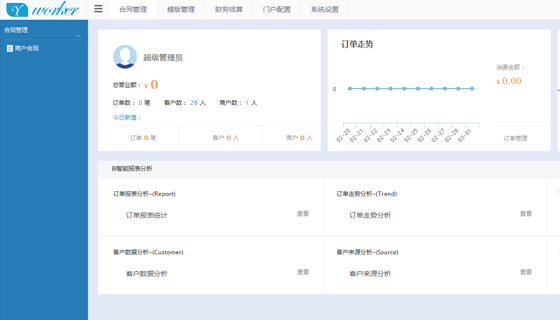 Y worker
合同管理 模版管理 财务结算 门户配置 系统设置
合同管理
商户合同
超级管理员
总营业额： ¥ 0
订单数： 0 笔 客户数： 28 人 商户数： 1 人
今日新增：
订单 0 笔 客户 0 人 商户 0 人
订单走势
消费金额：
¥ 0.00
0
02-20 02-21 02-22 02-23 02-24 02-25 02-26 02-27 02-28 03-01
订单管理
BI智能报表分析
订单报表分析-(Report)
订单报表统计 查看
订单走势分析-(Trend)
订单走势分析 查看
客户数据分析-(Customer)
客户数据分析 查看
客户来源分析-(Source)
客户来源分析 查看